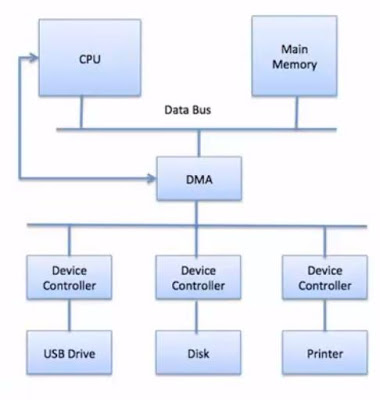 CPU
Main
Memory
Data Bus
DMA
Device
Controller
Device
Controller
Device
Controller
USB Drive
Disk
Printer